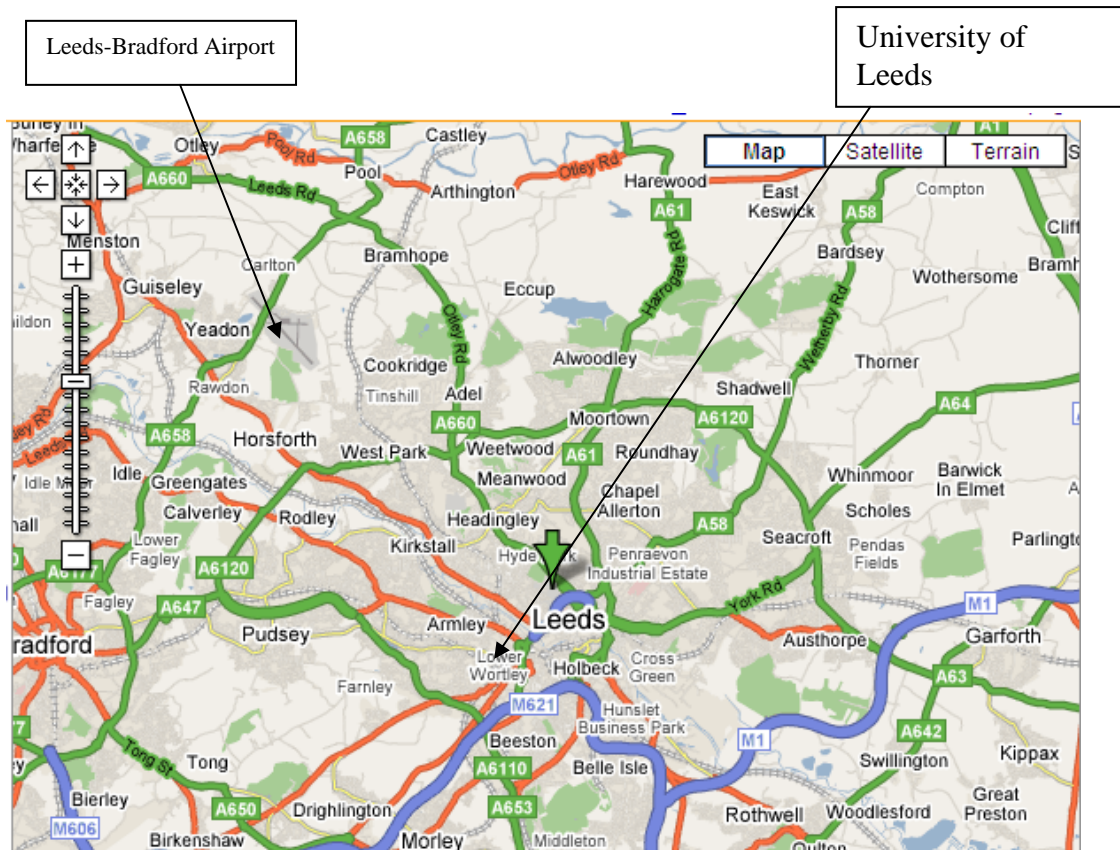 Leeds-Bradford Airport
University of
Leeds
Map
Satellite
Terrain
A1
Otley
Pool Rd
A658
Castley
Otley Rd
Pool
A660
Leeds Rd
Arthington
Harewood
East
Keswick
Compton
A61
A58
Menston
Bramhope
Bardsey
Carlton
Guiseley
Eccup
Harrogate Rd
Wothersome
Yeadon
Otley Rd
Wetherby Rd
Cookridge
Alwoodley
Thorner
Rawdon
Tinshill
Adel
Shadwell
A64
A658
Horsforth
A660
Moortown
A6120
West Park
Weetwood
A61
Roundhay
Idle
Greengates
Meanwood
Whinmoor
Barwick
In Elmet
Calverley
Rodley
Headingley
Chapel
Allerton
Scholes
A58
Lower
Fagley
Kirkstall
Seacroft
Pendas
Fields
Penraevon
Industrial Estate
A6177
A6120
Fagley
A647
York Rd
M1
Armley
Leeds
Pudsey
Austhorpe
Garforth
Lower
Wortley
Holbeck
Cross
Green
A63
Farnley
M621
Hunslet
Business Park
A642
Beeston
M1
Tong St
Tong
Swillington
Kippax
A6110
Belle Isle
Bierley
A650
Drighlington
A653
Great
Preston
Rothwell
Woodlesford
M606
Birkenshaw
Morley
Middleton